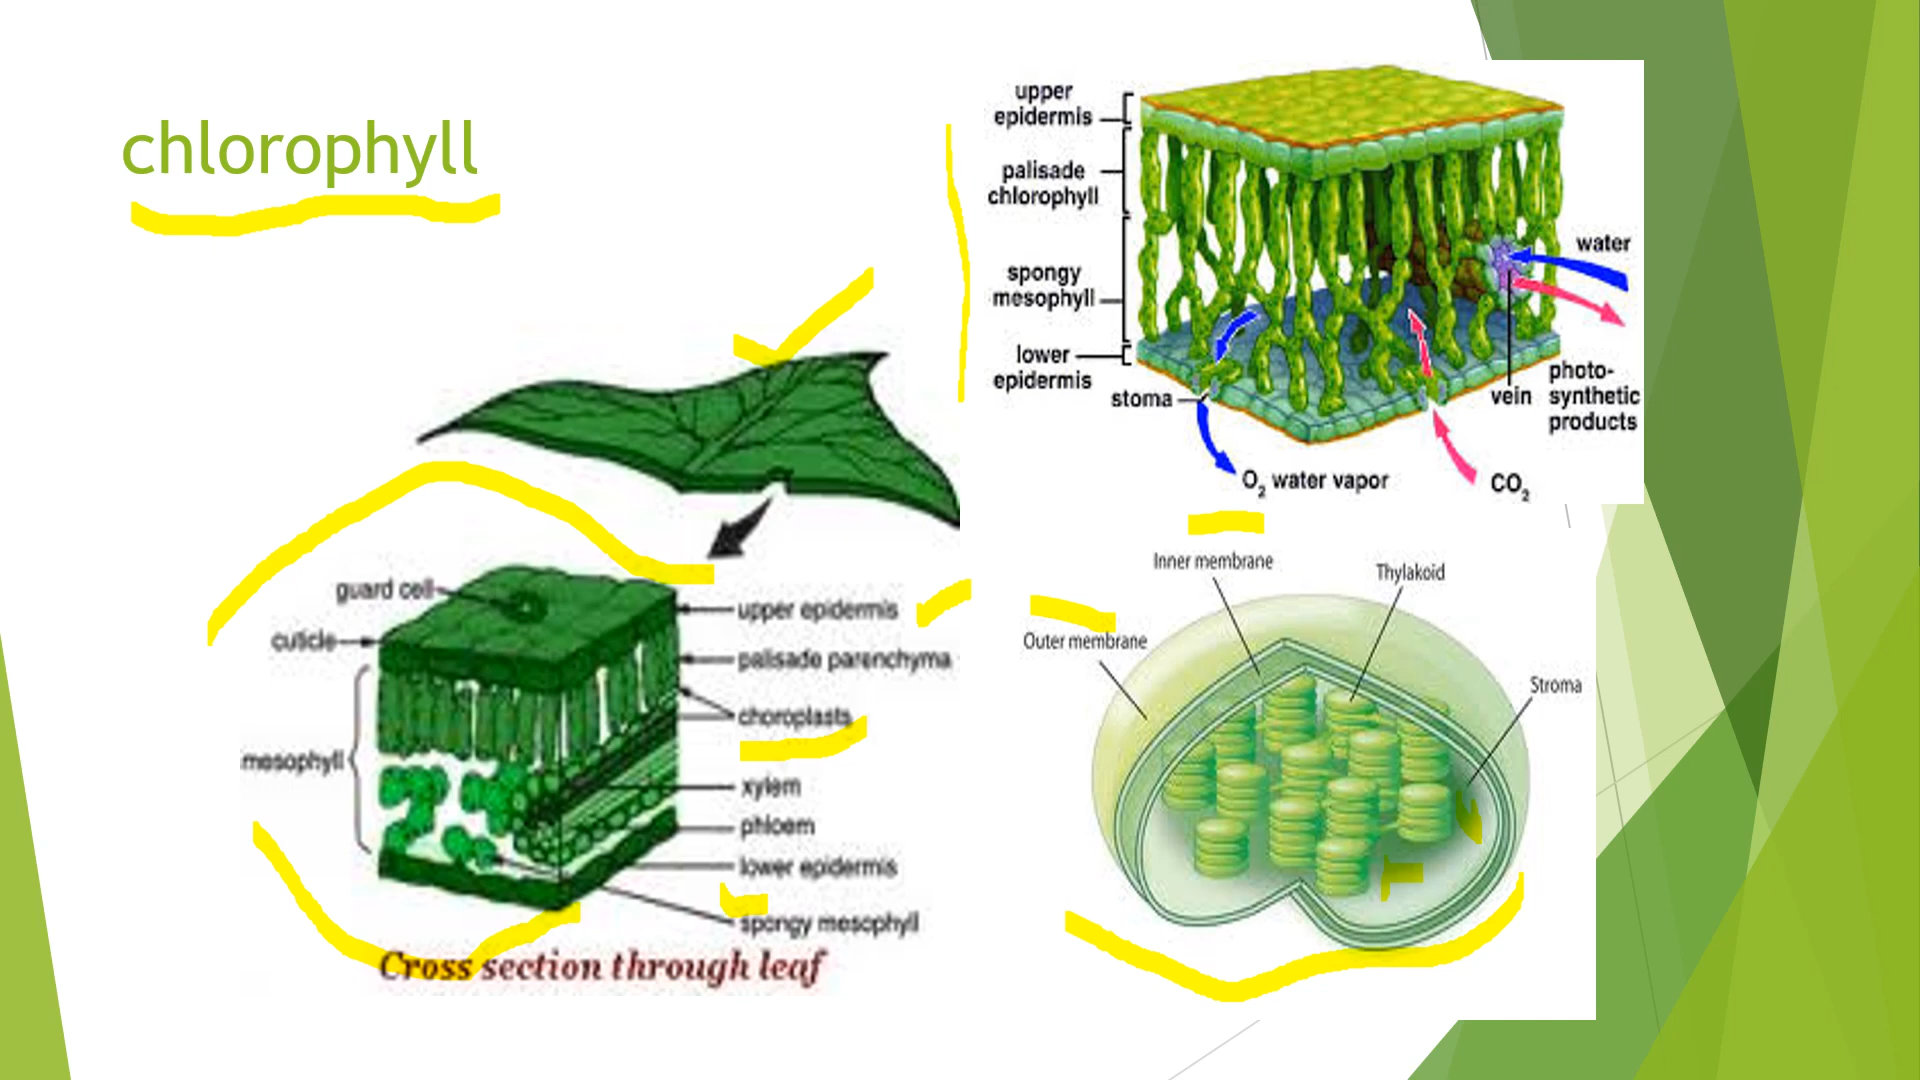 chlorophyll
upper
epidermis
palisade
chlorophyll
spongy
mesophyll
lower
epidermis
stoma
water
photo-
synthetic
products
vein
O2 water vapor
CO2
guard cell
cuticle
mesophyll
upper epidermis
palisade parenchyma
choroplasts
xylem
phloem
lower epidermis
spongy mesophyll
Cross section through leaf
Inner membrane
Thylakoid
Outer membrane
Stroma